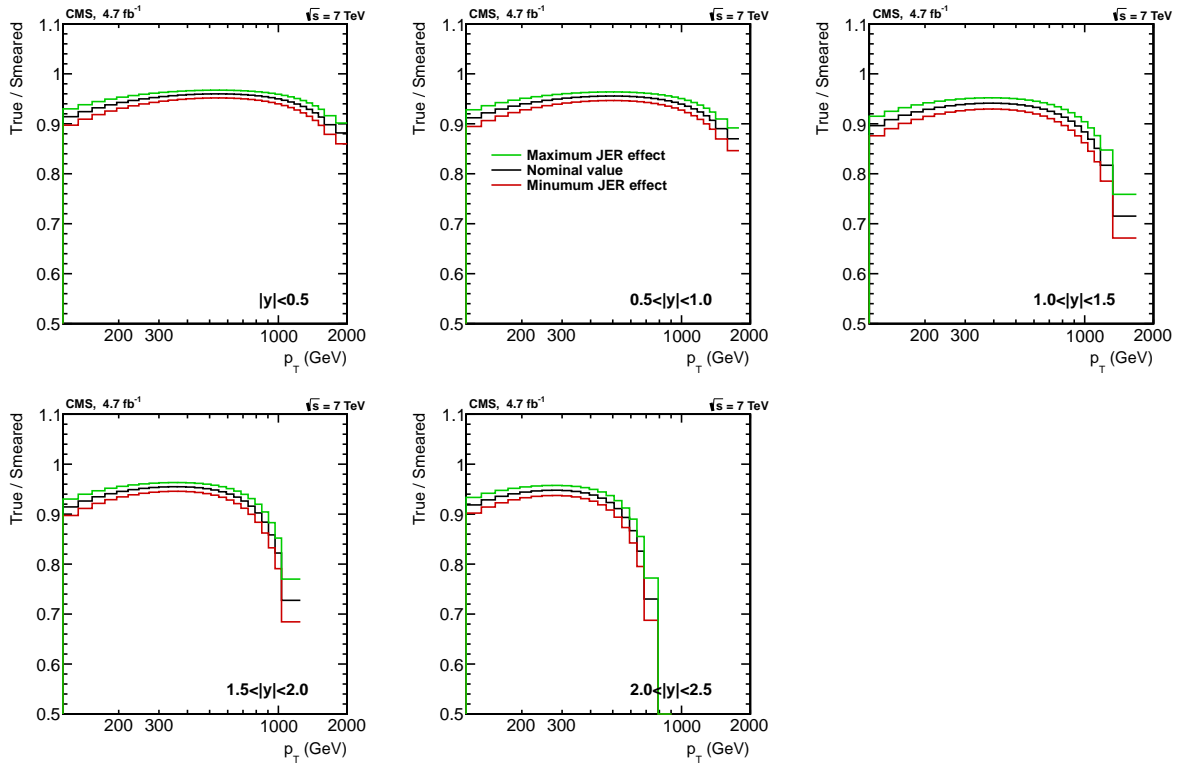 CMS, 4.7 fb-1
√s = 7 TeV
True / Smeared
1.1
1
0.9
0.8
0.7
0.6
0.5
|y|<0.5
200 300 1000 2000
pT (GeV)
CMS, 4.7 fb-1
√s = 7 TeV
True / Smeared
1.1
1
0.9
0.8
0.7
0.6
0.5
Maximum JER effect
Nominal value
Minumum JER effect
0.5<|y|<1.0
200 300 1000 2000
pT (GeV)
CMS, 4.7 fb-1
√s = 7 TeV
True / Smeared
1.1
1
0.9
0.8
0.7
0.6
0.5
1.0<|y|<1.5
200 300 1000 2000
pT (GeV)
CMS, 4.7 fb-1
√s = 7 TeV
True / Smeared
1.1
1
0.9
0.8
0.7
0.6
0.5
1.5<|y|<2.0
200 300 1000 2000
pT (GeV)
CMS, 4.7 fb-1
√s = 7 TeV
True / Smeared
1.1
1
0.9
0.8
0.7
0.6
0.5
2.0<|y|<2.5
200 300 1000 2000
pT (GeV)